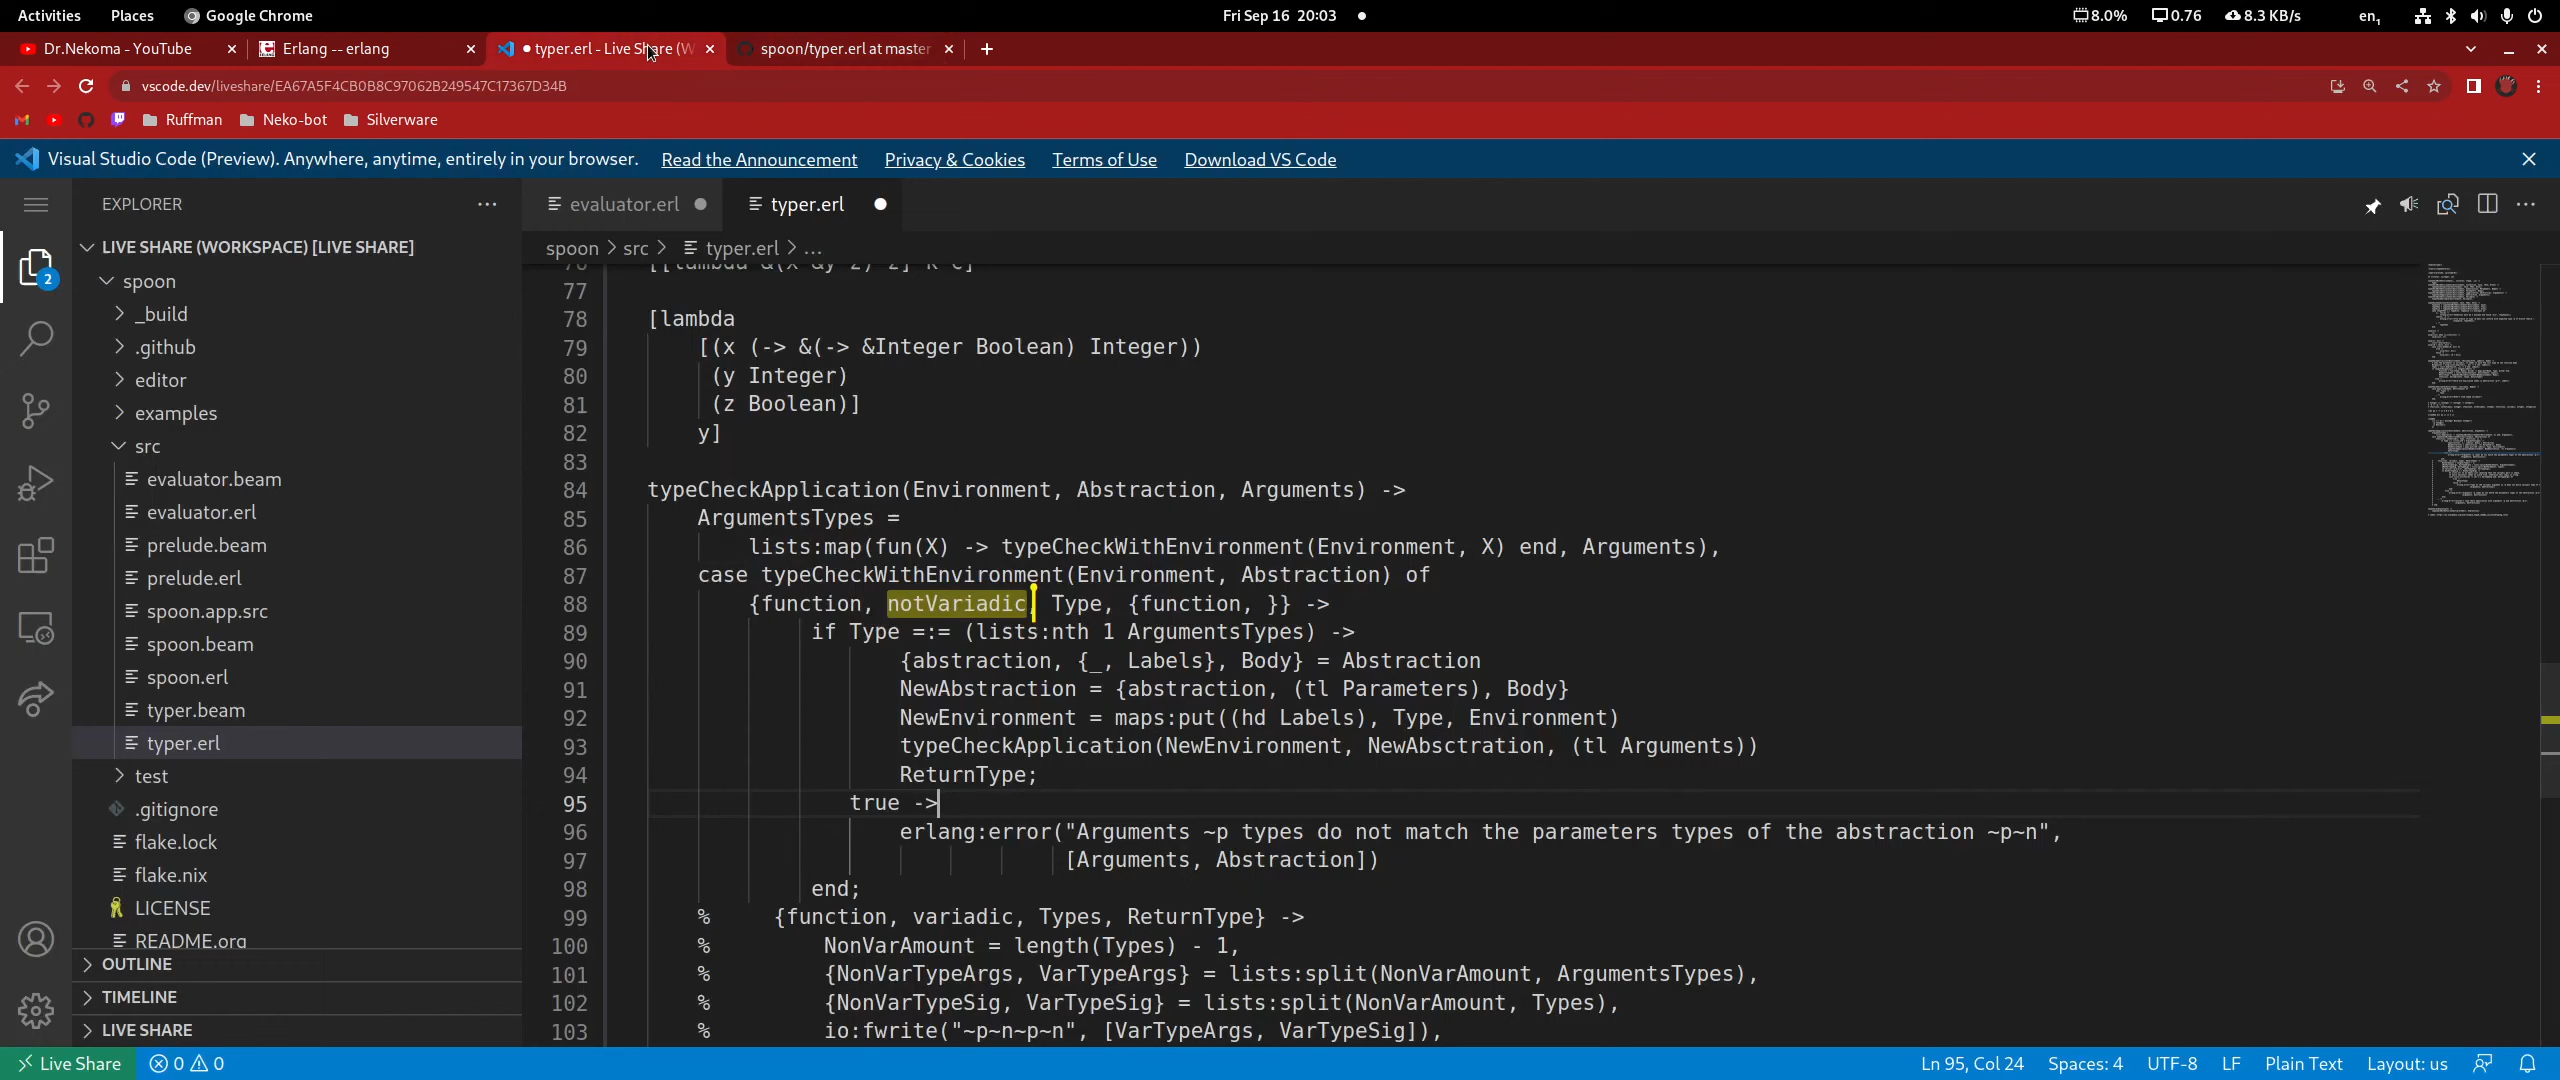 Activities Places Google Chrome Fri Sep 16 20:03 8.0% 0.76 8.3 KB/s en₁
Dr.Nekoma - YouTube Erlang -- erlang typer.erl - Live Share (W spoon/typer.erl at master
vscode.dev/liveshare/EA67A5F4CB0B8C97062B249547C17367D34B
Ruffman Neko-bot Silverware
Visual Studio Code (Preview). Anywhere, anytime, entirely in your browser. Read the Announcement Privacy & Cookies Terms of Use Download VS Code
EXPLORER
LIVE SHARE (WORKSPACE) [LIVE SHARE]
spoon
_build
.github
editor
examples
src
evaluator.beam
evaluator.erl
prelude.beam
prelude.erl
spoon.app.src
spoon.beam
spoon.erl
typer.beam
typer.erl
test
.gitignore
flake.lock
flake.nix
LICENSE
README.org
OUTLINE
TIMELINE
LIVE SHARE
2
evaluator.erl typer.erl
spoon > src > typer.erl > ...
76 [[lambda &(x &y z) z] k c]
77
78 [lambda
79 [(x (-> &(-> &Integer Boolean) Integer))
80 (y Integer)
81 (z Boolean)]
82 y]
83
84 typeCheckApplication(Environment, Abstraction, Arguments) ->
85 ArgumentsTypes =
86 lists:map(fun(X) -> typeCheckWithEnvironment(Environment, X) end, Arguments),
87 case typeCheckWithEnvironment(Environment, Abstraction) of
88 {function, notVariadic, Type, {function, }} ->
89 if Type =:= (lists:nth 1 ArgumentsTypes) ->
90 {abstraction, {_, Labels}, Body} = Abstraction
91 NewAbstraction = {abstraction, (tl Parameters), Body}
92 NewEnvironment = maps:put((hd Labels), Type, Environment)
93 typeCheckApplication(NewEnvironment, NewAbsctration, (tl Arguments))
94 ReturnType;
95 true ->
96 erlang:error("Arguments ~p types do not match the parameters types of the abstraction ~p~n",
97 [Arguments, Abstraction])
98 end;
99 % {function, variadic, Types, ReturnType} ->
100 % NonVarAmount = length(Types) - 1,
101 % {NonVarTypeArgs, VarTypeArgs} = lists:split(NonVarAmount, ArgumentsTypes),
102 % {NonVarTypeSig, VarTypeSig} = lists:split(NonVarAmount, Types),
103 % io:fwrite("~p~n~p~n", [VarTypeArgs, VarTypeSig]),
Live Share 0 0 Ln 95, Col 24 Spaces: 4 UTF-8 LF Plain Text Layout: us